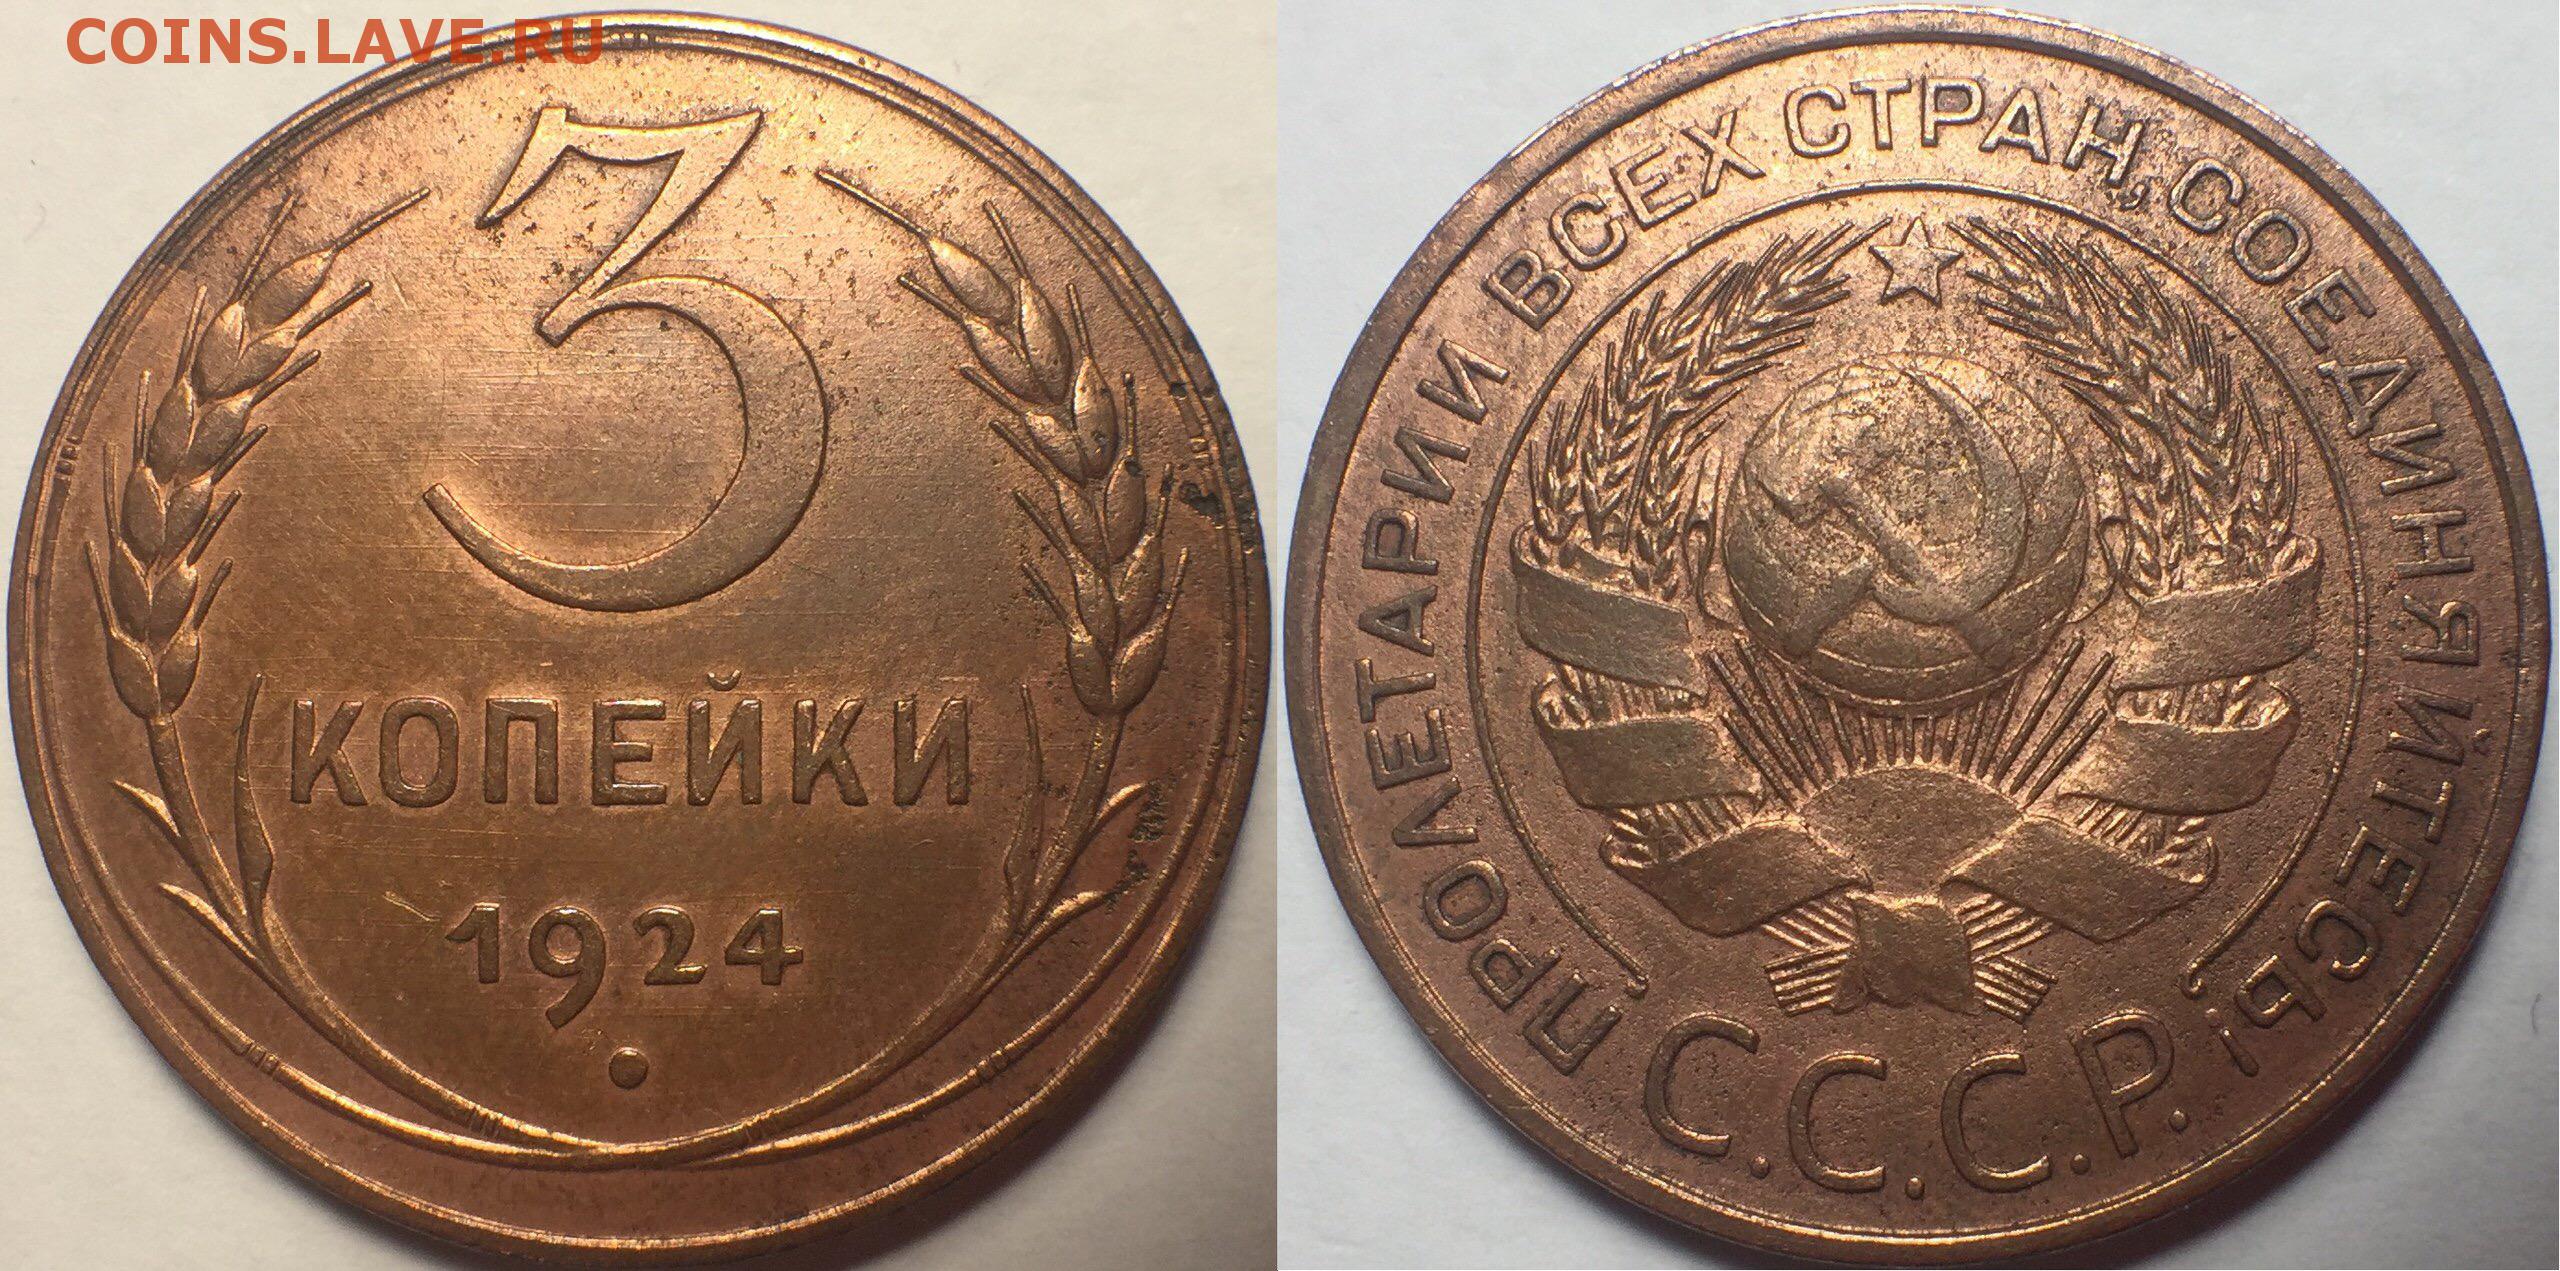 COINS.LAVE.RU
3
КОПЕЙКИ
1924
ПРОЛЕТАРИИ ВСЕХ СТРАН, СОЕДИНЯЙТЕСЬ!
С.С.С.Р.